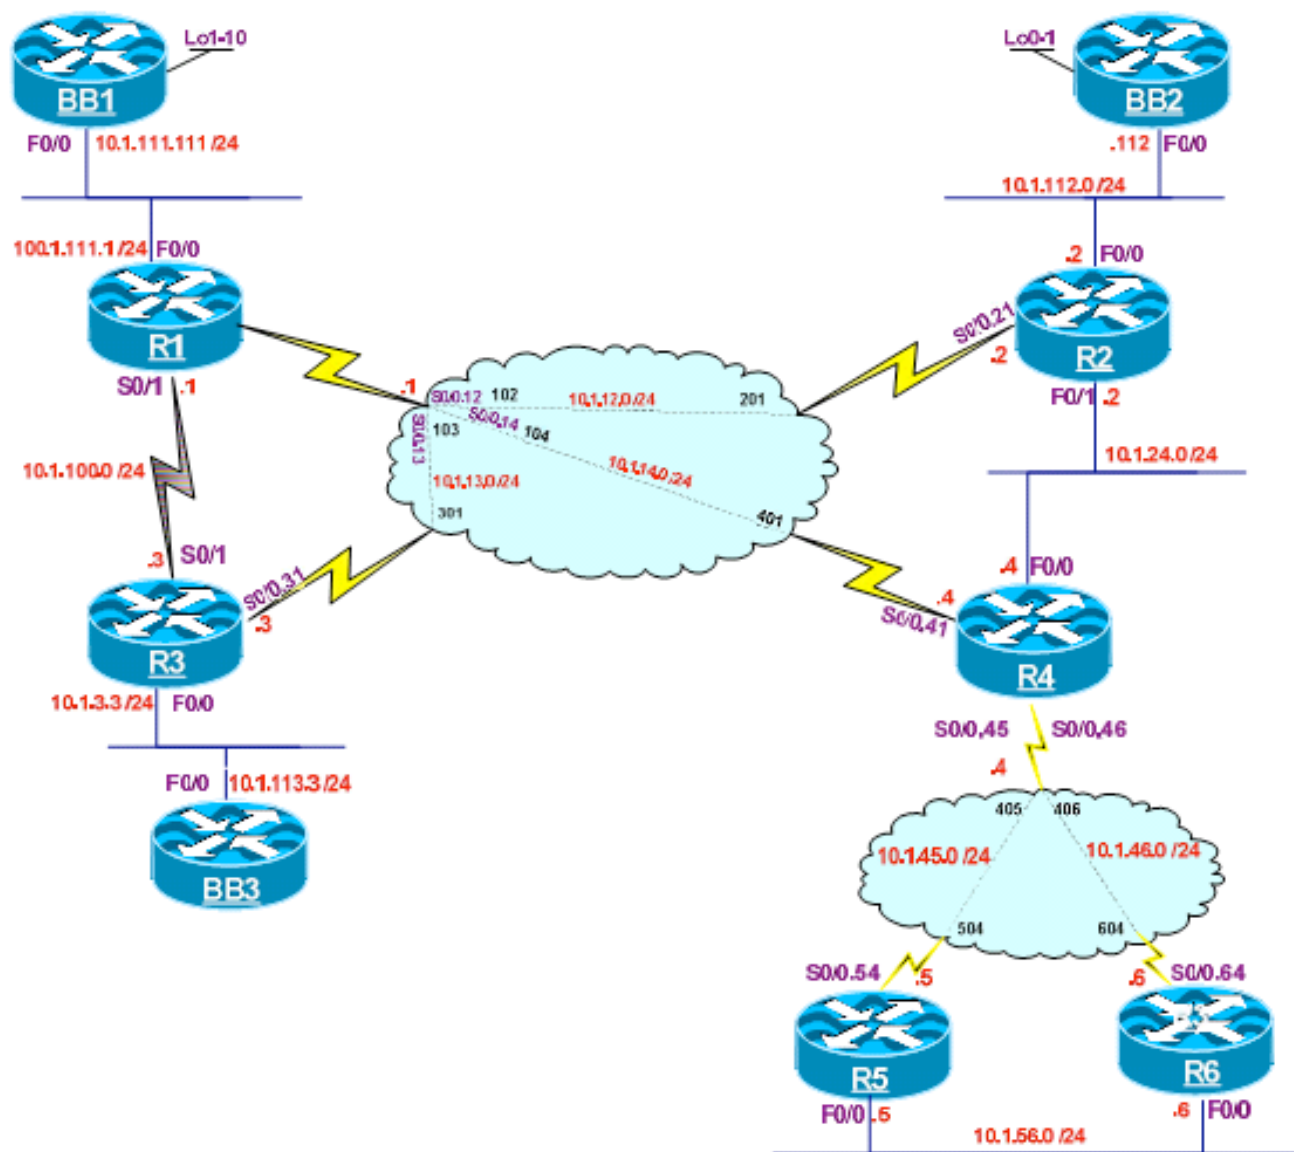 Lo1-10
BB1
F0/0
10.1.111.111 /24
100.1.111.1 /24
F0/0
R1
S0/1
.1
10.1.100.0 /24
.3
S0/1
R3
S0/0.31
.3
10.1.3.3 /24
F0/0
F0/0
10.1.113.3 /24
BB3
.1
S0/0.12
102
10.1.12.0 /24
201
S0/0.14
104
S0/0.13
103
10.1.14.0 /24
10.1.13.0 /24
301
401
Lo0-1
BB2
.112
F0/0
10.1.112.0 /24
.2
F0/0
S0/0.21
.2
R2
F0/1
.2
10.1.24.0 /24
.4
F0/0
.4
S0/0.41
R4
S0/0.45
S0/0.46
.4
405
406
10.1.45.0 /24
10.1.46.0 /24
504
604
S0/0.54
.5
.6
S0/0.64
R5
R6
F0/0
.5
.6
F0/0
10.1.56.0 /24